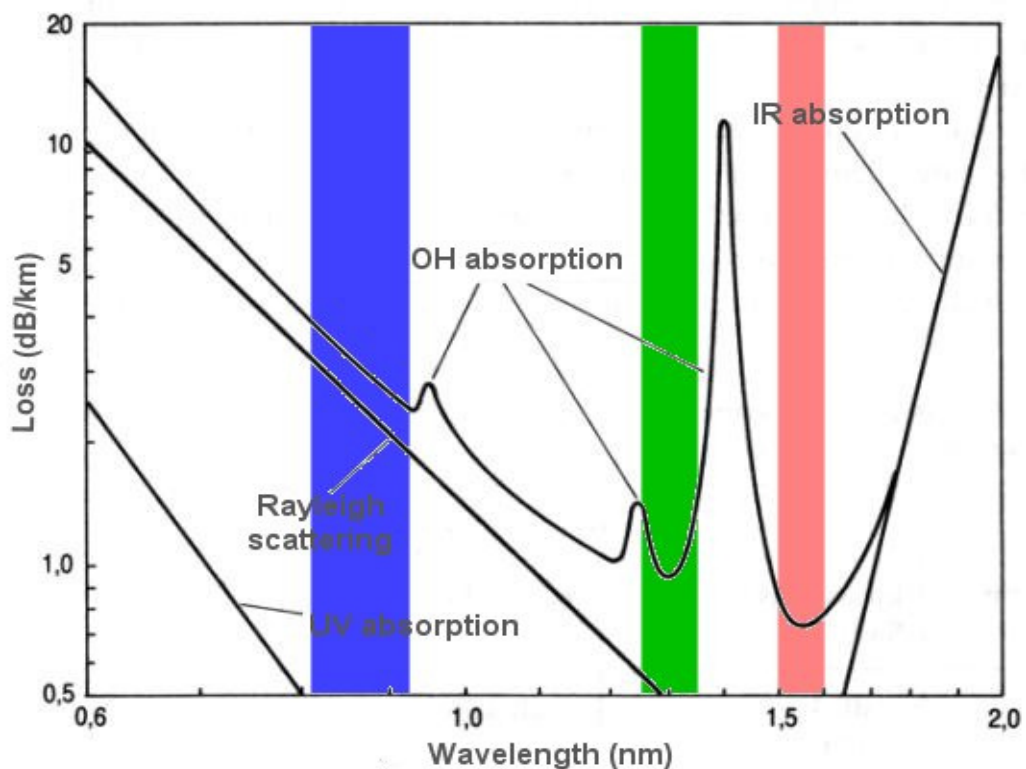 20
10
5
1,0
0,5
Loss (dB/km)
IR absorption
OH absorption
Rayleigh
scattering
UV absorption
0,6
1,0
1,5
2,0
Wavelength (nm)